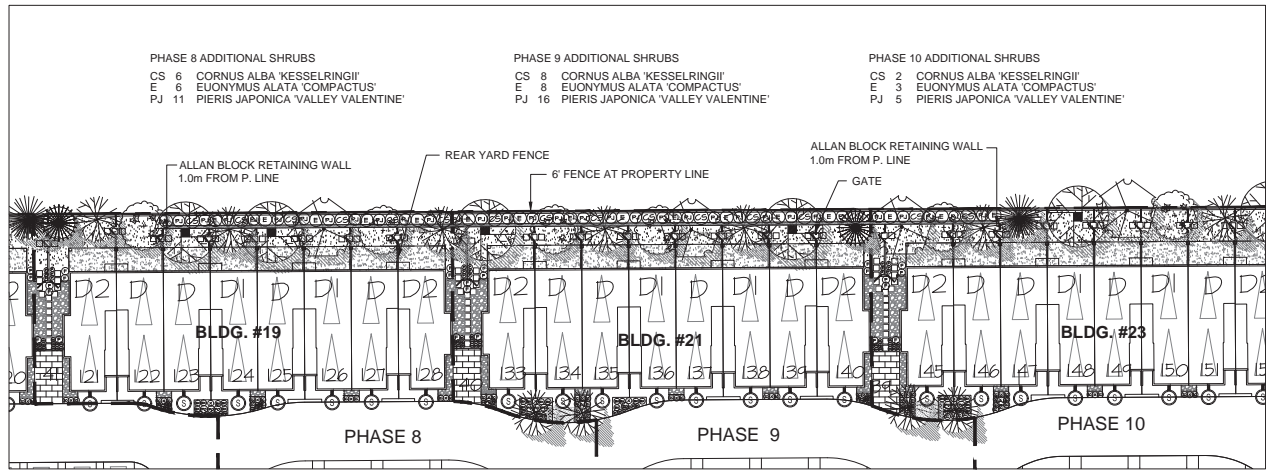 PHASE 8 ADDITIONAL SHRUBS
CS 6 CORNUS ALBA 'KESSELRINGII'
E 6 EUONYMUS ALATA 'COMPACTUS'
PJ 11 PIERIS JAPONICA 'VALLEY VALENTINE'
PHASE 9 ADDITIONAL SHRUBS
CS 8 CORNUS ALBA 'KESSELRINGII'
E 8 EUONYMUS ALATA 'COMPACTUS'
PJ 16 PIERIS JAPONICA 'VALLEY VALENTINE'
PHASE 10 ADDITIONAL SHRUBS
CS 2 CORNUS ALBA 'KESSELRINGII'
E 3 EUONYMUS ALATA 'COMPACTUS'
PJ 5 PIERIS JAPONICA 'VALLEY VALENTINE'
ALLAN BLOCK RETAINING WALL
1.0m FROM P. LINE
REAR YARD FENCE
6' FENCE AT PROPERTY LINE
ALLAN BLOCK RETAINING WALL
1.0m FROM P. LINE
GATE
D2 D D D1 D1 D D D2 D2 D D D1 D1 D D D2 D2 D D D1 D1 D D
BLDG. #19
BLDG. #21
BLDG. #23
121 122 123 124 125 126 127 128 133 134 135 136 137 138 139 140 145 146 147 148 149 150 151
S S S S S S S S S S S S S S S S S S S S S S S
PHASE 8
PHASE 9
PHASE 10